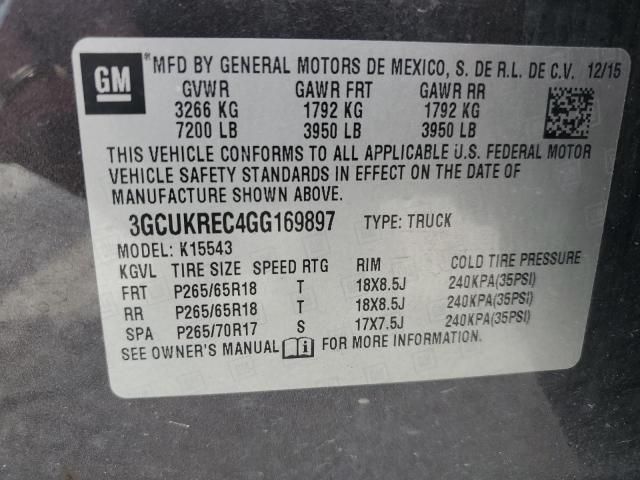 GM MFD BY GENERAL MOTORS DE MEXICO, S. DE R.L. DE C.V. 12/15
GVWR GAWR FRT GAWR RR
3266 KG 1792 KG 1792 KG
7200 LB 3950 LB 3950 LB
THIS VEHICLE CONFORMS TO ALL APPLICABLE U.S. FEDERAL MOTOR
VEHICLE SAFETY STANDARDS IN EFFECT ON THE DATE OF
MANUFACTURE SHOWN ABOVE.
3GCUKREC4GG169897 TYPE: TRUCK
MODEL: K15543
KGVL TIRE SIZE SPEED RTG RIM COLD TIRE PRESSURE
FRT P265/65R18 T 18X8.5J 240KPA(35PSI)
RR P265/65R18 T 18X8.5J 240KPA(35PSI)
SPA P265/70R17 S 17X7.5J 240KPA(35PSI)
SEE OWNER'S MANUAL FOR MORE INFORMATION.